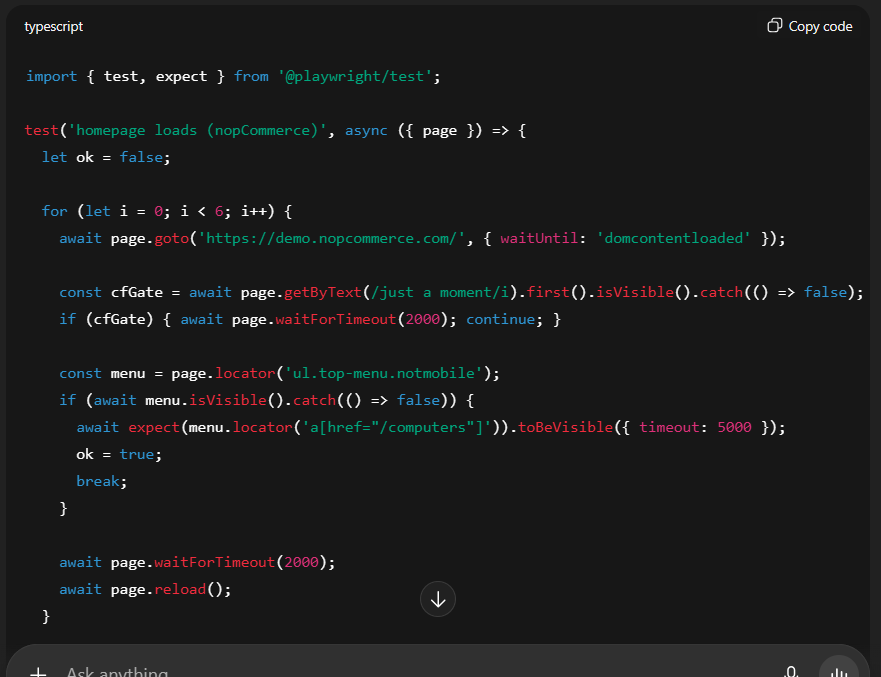 typescript
Copy code
import { test, expect } from '@playwright/test';
test('homepage loads (nopCommerce)', async ({ page }) => {
let ok = false;
for (let i = 0; i < 6; i++) {
await page.goto('https://demo.nopcommerce.com/', { waitUntil: 'domcontentloaded' });
const cfGate = await page.getByText(/just a moment/i).first().isVisible().catch(() => false);
if (cfGate) { await page.waitForTimeout(2000); continue; }
const menu = page.locator('ul.top-menu.notmobile');
if (await menu.isVisible().catch(() => false)) {
await expect(menu.locator('a[href="/computers"]')).toBeVisible({ timeout: 5000 });
ok = true;
break;
}
await page.waitForTimeout(2000);
await page.reload();
}
Ask anything